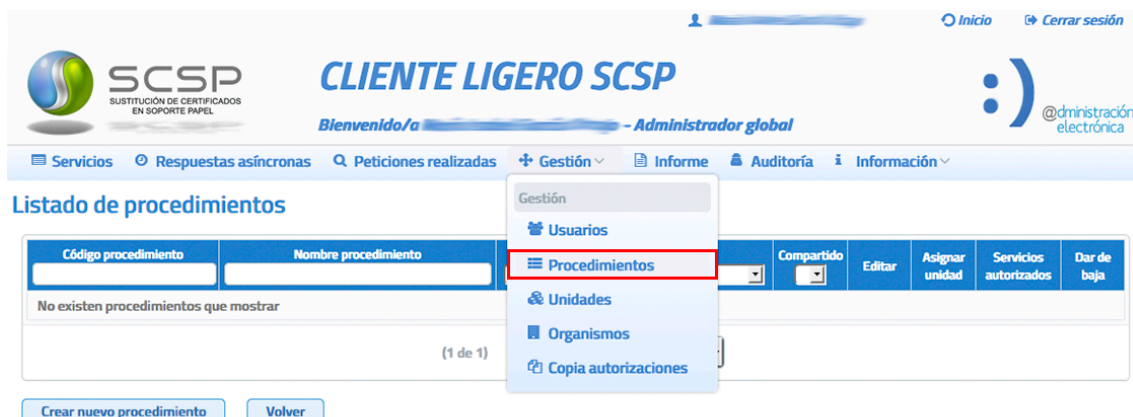 Inicio Cerrar sesión
SCSP
SUSTITUCIÓN DE CERTIFICADOS
EN SOPORTE PAPEL
CLIENTE LIGERO SCSP
Bienvenido/a – Administrador global
:)
@dministración
electrónica
Servicios Respuestas asíncronas Peticiones realizadas Gestión Informe Auditoría Información
Listado de procedimientos
Gestión
Usuarios
Procedimientos
Unidades
Organismos
Copia autorizaciones
Código procedimiento Nombre procedimiento Compartido Editar Asignar unidad Servicios autorizados Dar de baja
No existen procedimientos que mostrar
(1 de 1)
Crear nuevo procedimiento Volver